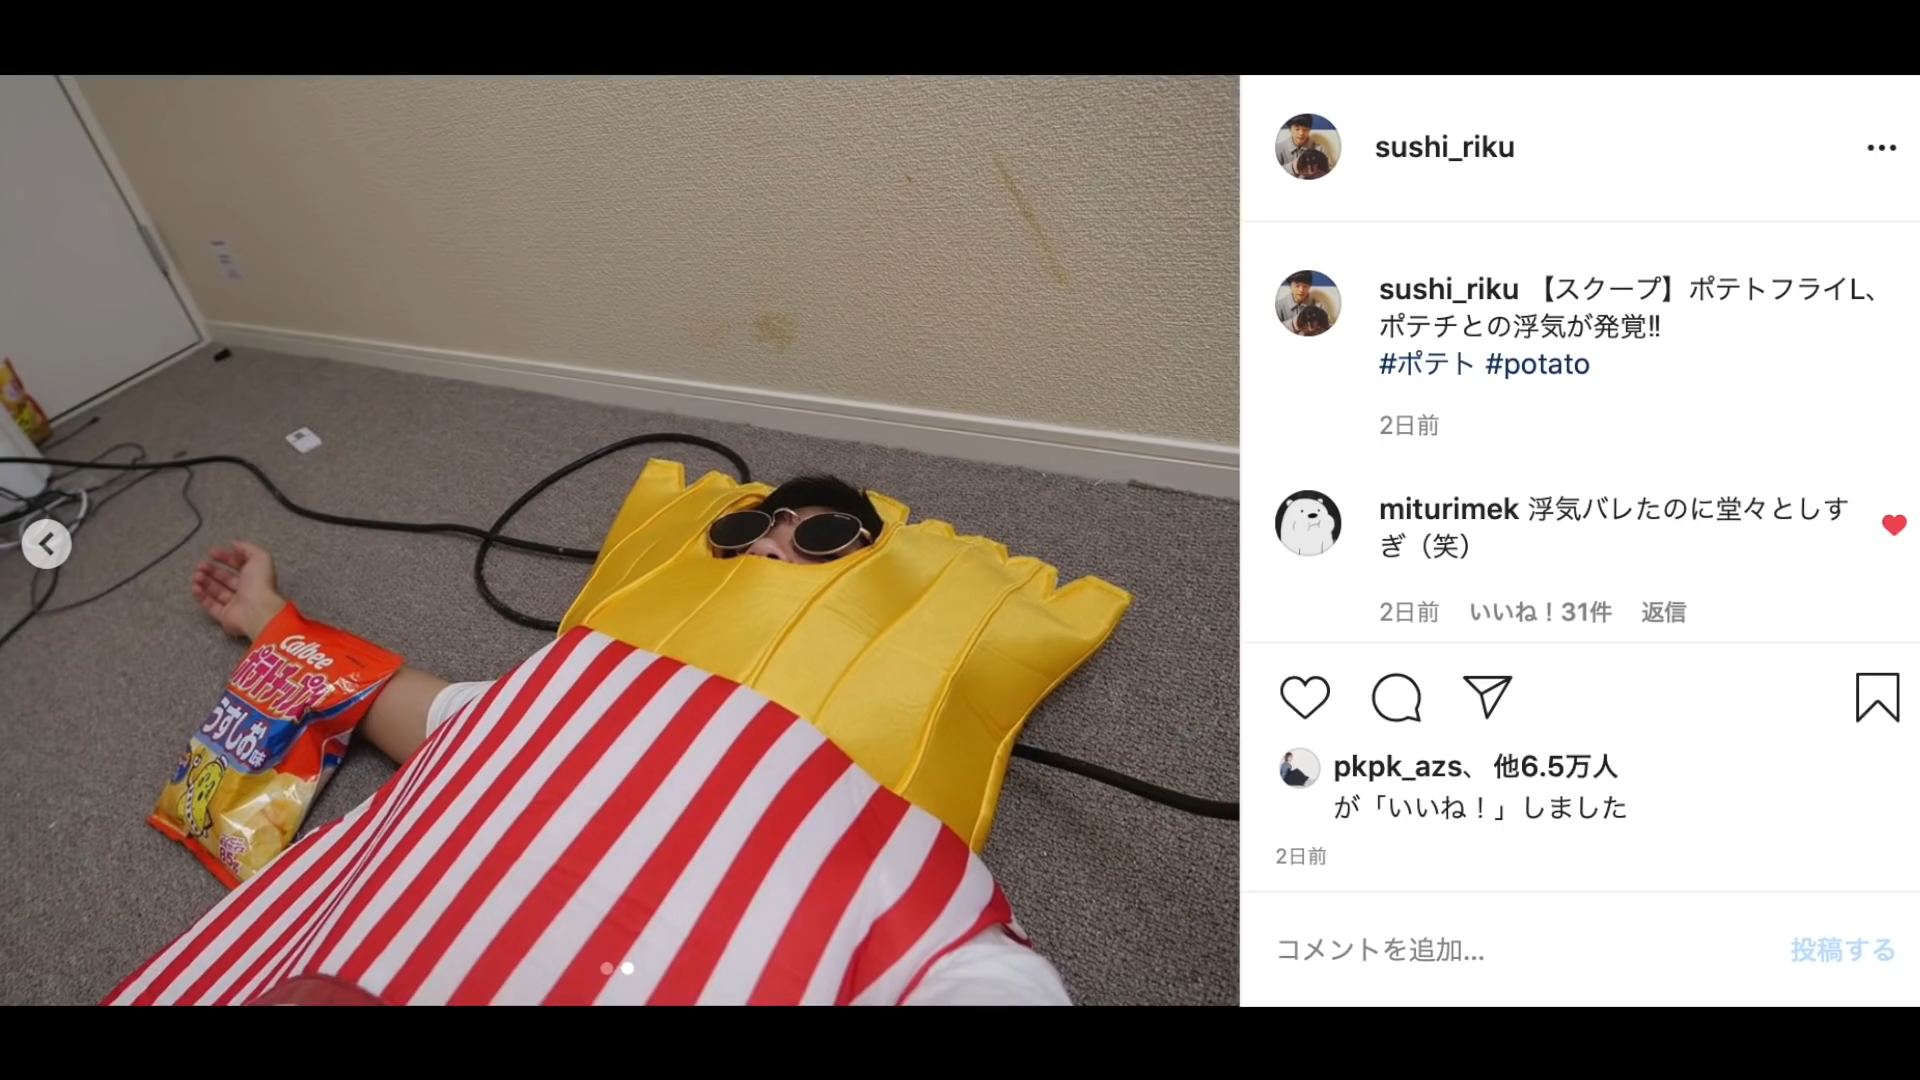 sushi_riku
sushi_riku 【スクープ】ポテトフライL、
ポテチとの浮気が発覚‼
#ポテト #potato
2日前
miturimek 浮気バレたのに堂々としす
ぎ（笑）
2日前 いいね！31件 返信
pkpk_azs、他6.5万人
が「いいね！」しました
2日前
コメントを追加...
投稿する
Calbee
ポテトチップス
うすしお味